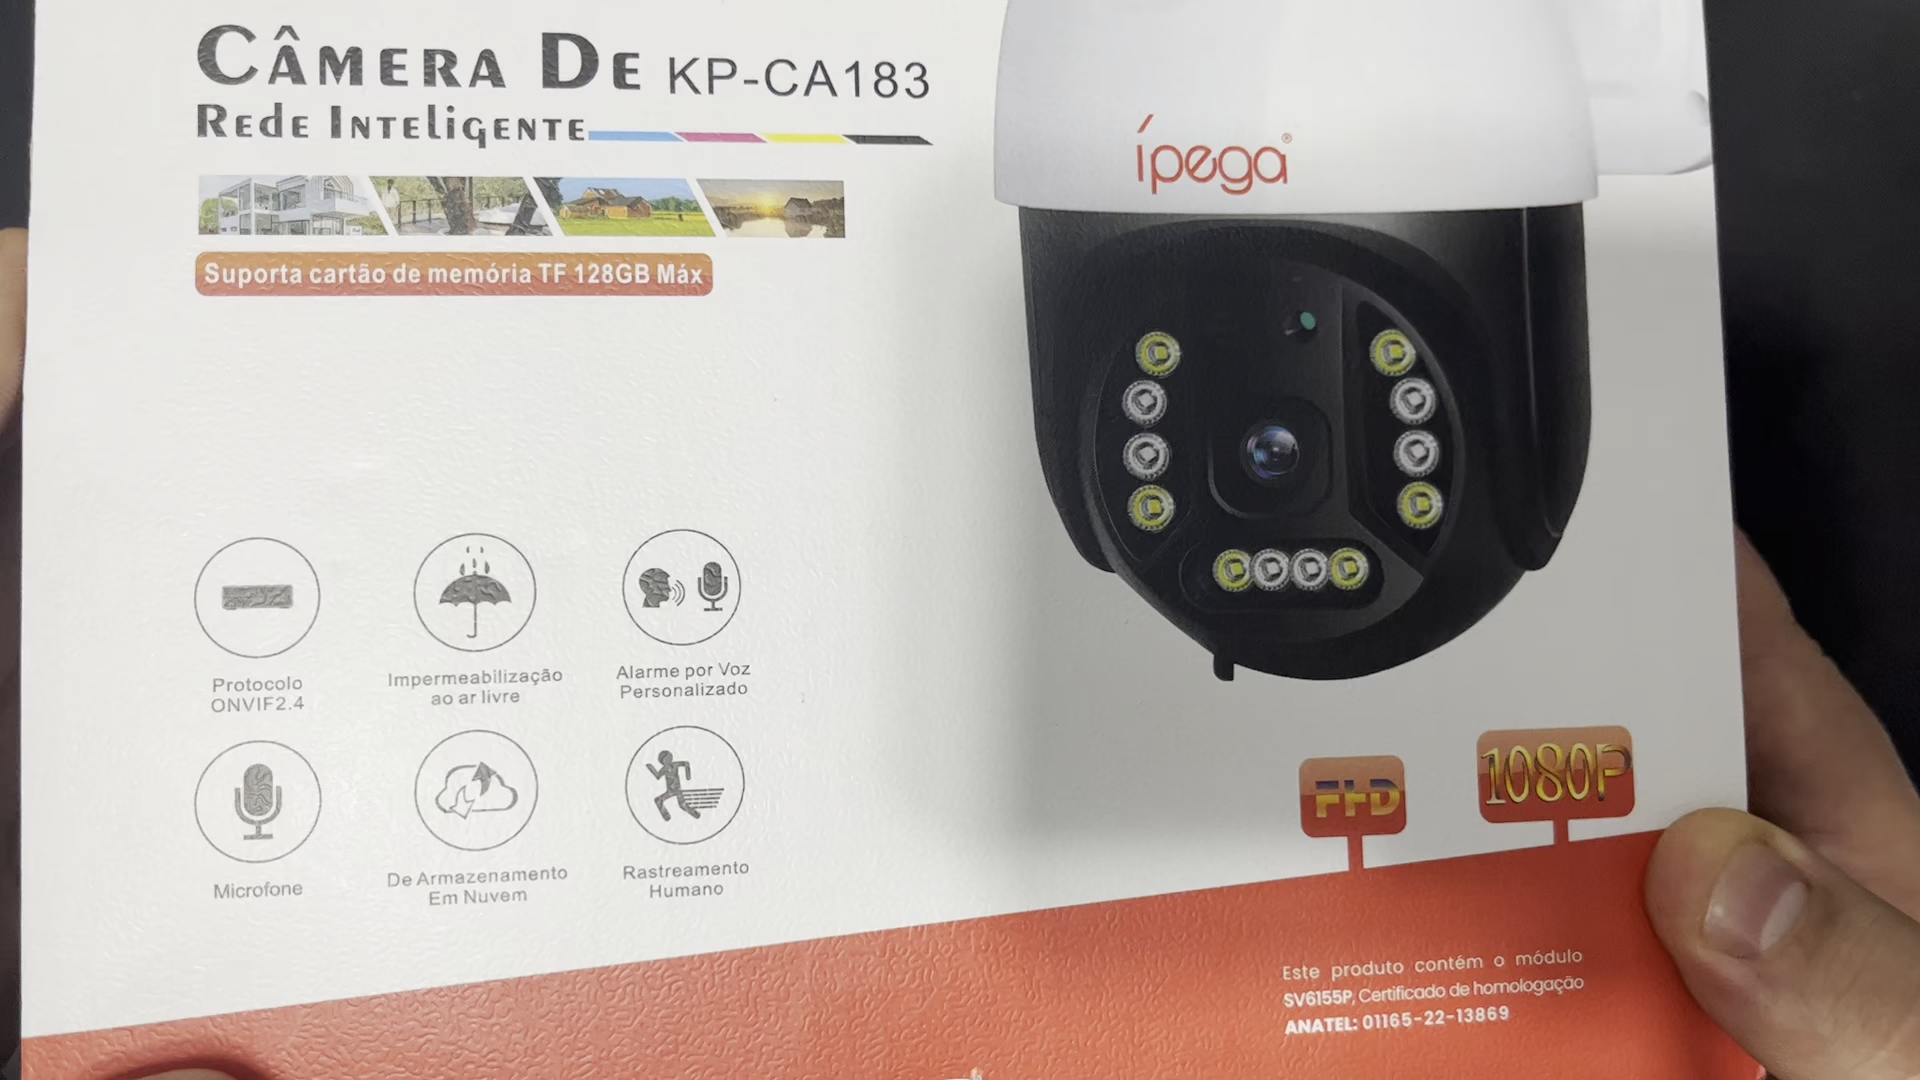 CÂMERA DE KP-CA183
REDE INTELIGENTE
Suporta cartão de memória TF 128GB Máx
ípega®
Protocolo
ONVIF2.4
Impermeabilização
ao ar livre
Alarme por Voz
Personalizado
Microfone
De Armazenamento
Em Nuvem
Rastreamento
Humano
FHD
1080P
Este produto contém o módulo
SV6155P, Certificado de homologação
ANATEL: 01165-22-13869